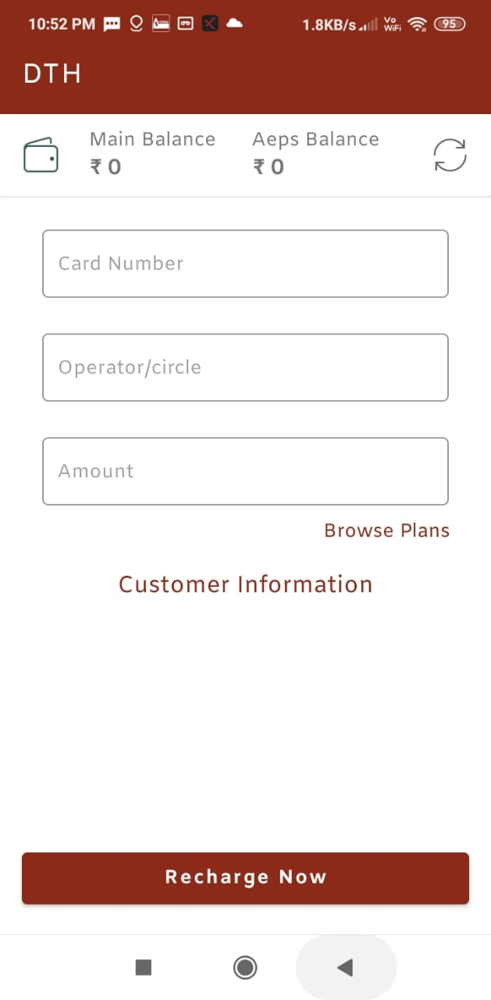 10:52 PM 1.8KB/s Vo WiFi 95
DTH
Main Balance Aeps Balance
₹ 0 ₹ 0
Card Number
Operator/circle
Amount
Browse Plans
Customer Information
Recharge Now